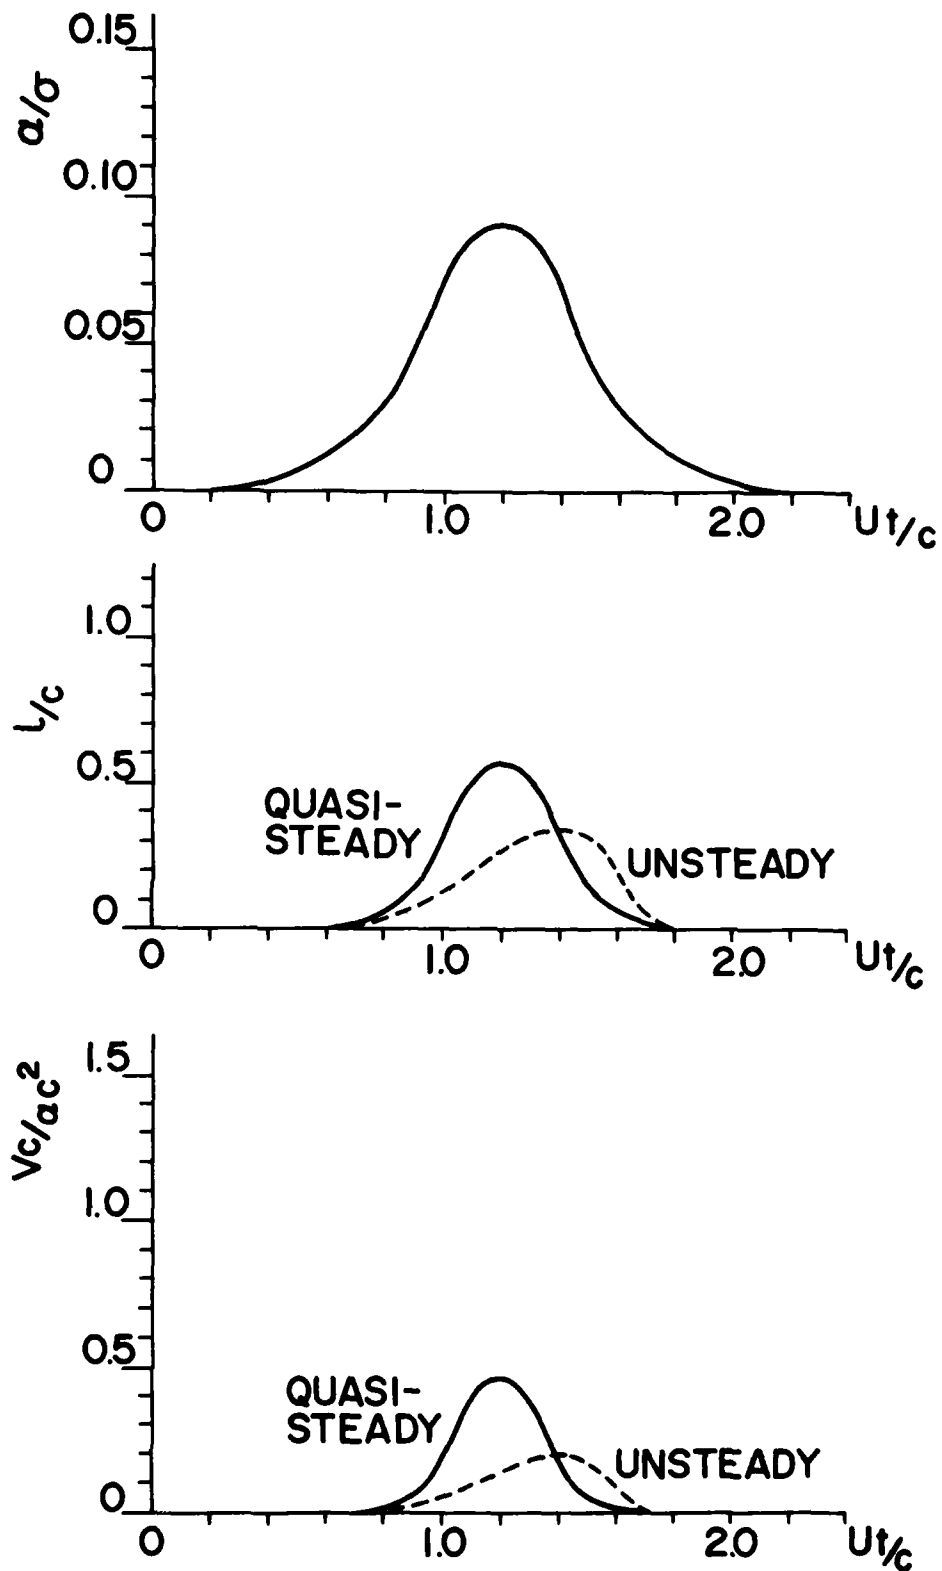 0.15
α/σ
0.10
0.05
0
0 1.0 2.0 Ut/c
1.0
l/c
0.5
QUASI-
STEADY
UNSTEADY
0
0 1.0 2.0 Ut/c
1.5
Vc/αc²
1.0
0.5
QUASI-
STEADY
UNSTEADY
0
0 1.0 2.0 Ut/c